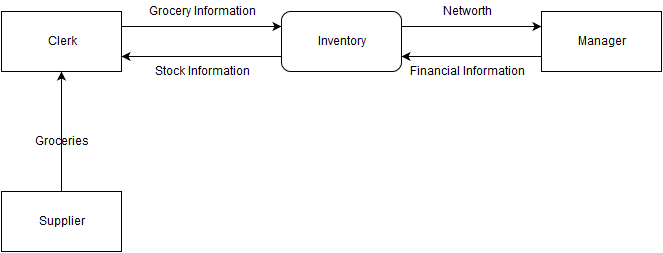 Grocery Information
Networth
Clerk
Inventory
Manager
Stock Information
Financial Information
Groceries
Supplier